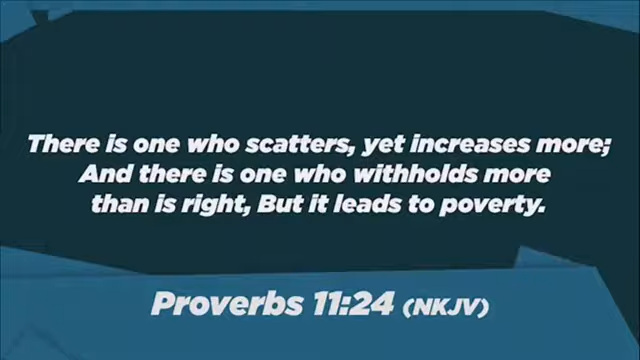 There is one who scatters, yet increases more;
And there is one who withholds more
than is right, But it leads to poverty.
Proverbs 11:24 (NKJV)